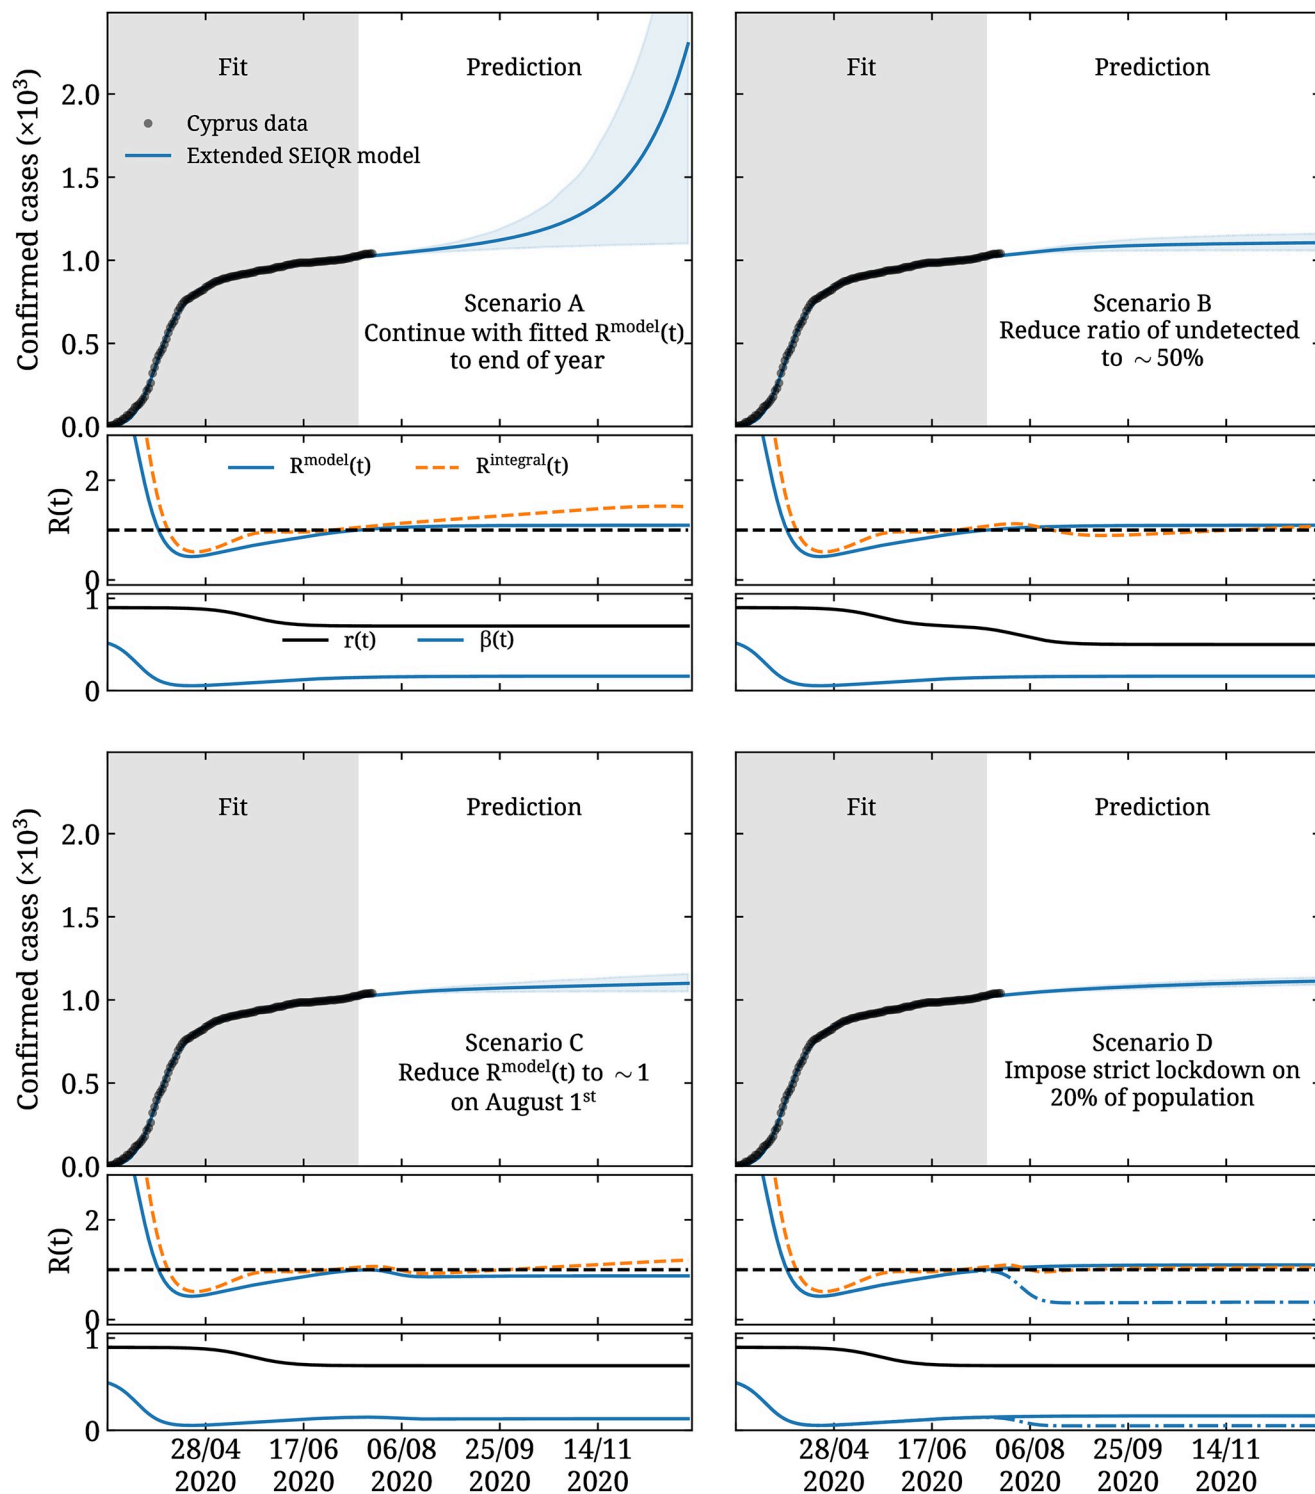 Fit
Prediction
Cyprus data
Extended SEIQR model
Confirmed cases (×10³)
2.0
1.5
1.0
0.5
0.0
Scenario A
Continue with fitted Rᵐᵒᵈᵉˡ(t)
to end of year
Fit
Prediction
Scenario B
Reduce ratio of undetected
to ~50%
R(t)
2
0
Rᵐᵒᵈᵉˡ(t)
Rⁱⁿᵗᵉᵍʳᵃˡ(t)
1
0
r(t)
β(t)
Fit
Prediction
Confirmed cases (×10³)
2.0
1.5
1.0
0.5
0.0
Scenario C
Reduce Rᵐᵒᵈᵉˡ(t) to ~1
on August 1ˢᵗ
Fit
Prediction
Scenario D
Impose strict lockdown on
20% of population
R(t)
2
0
1
0
28/04
2020
17/06
2020
06/08
2020
25/09
2020
14/11
2020
28/04
2020
17/06
2020
06/08
2020
25/09
2020
14/11
2020